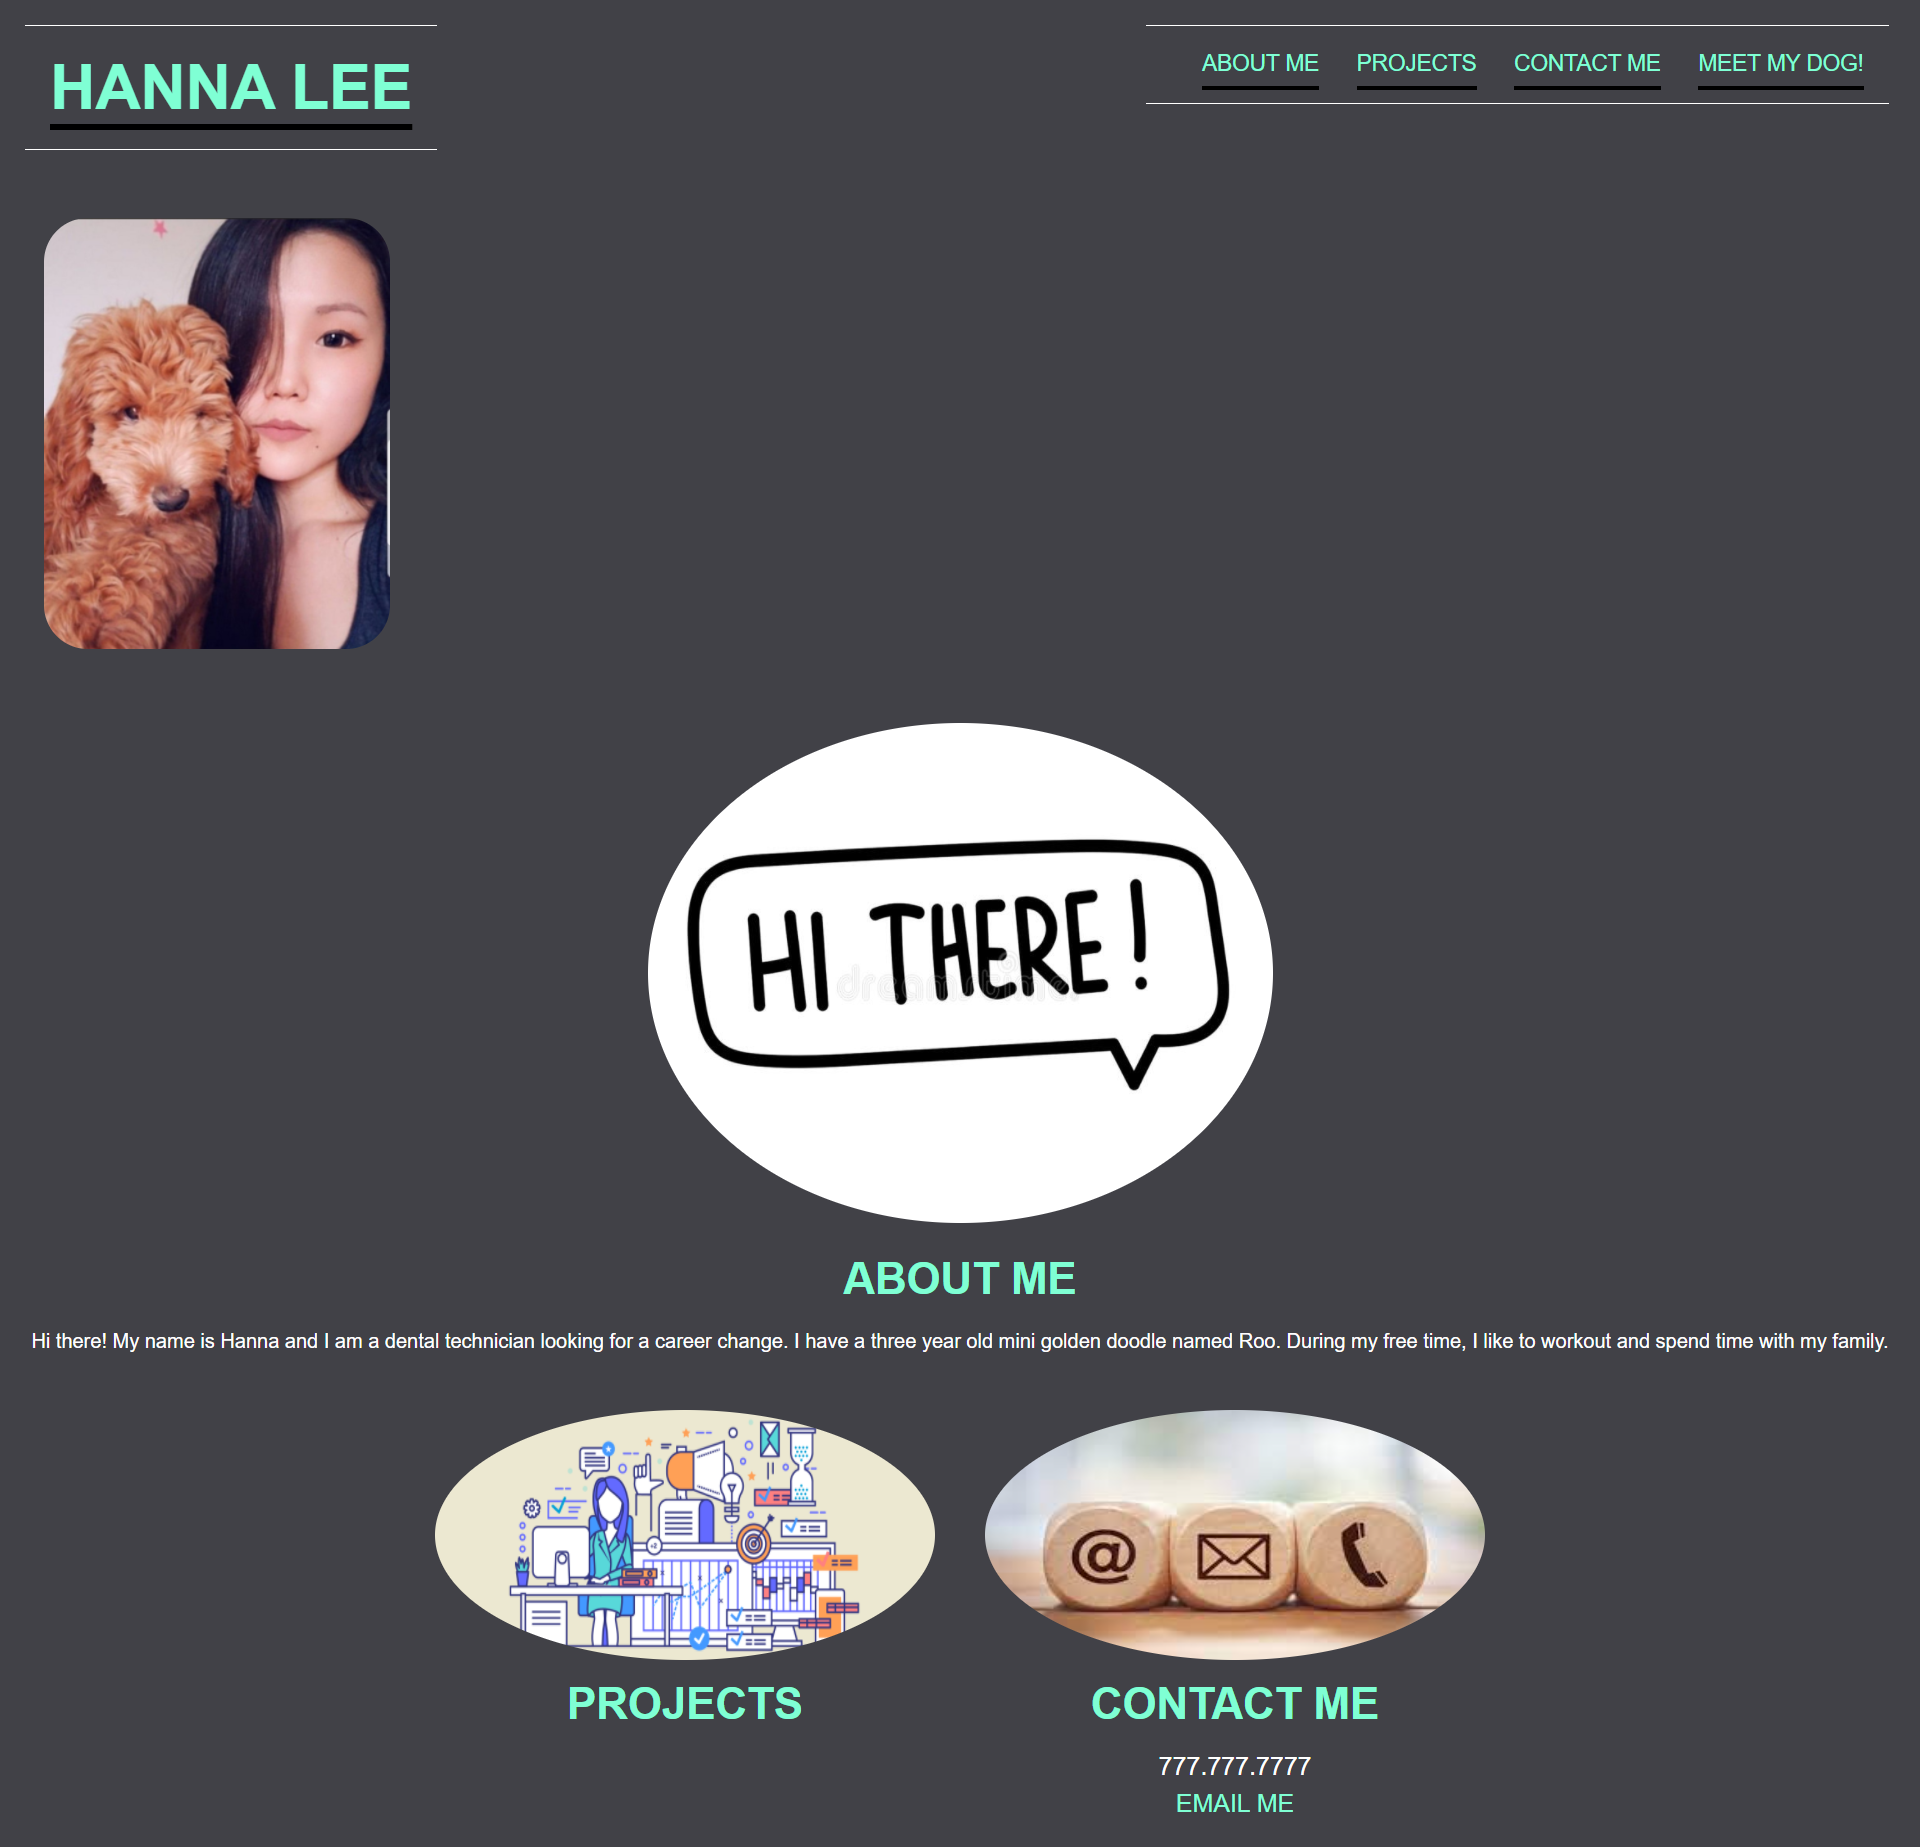 HANNA LEE
ABOUT ME PROJECTS CONTACT ME MEET MY DOG!
HI THERE!
dreamstime
ABOUT ME
Hi there! My name is Hanna and I am a dental technician looking for a career change. I have a three year old mini golden doodle named Roo. During my free time, I like to workout and spend time with my family.
@
PROJECTS
CONTACT ME
777.777.7777
EMAIL ME